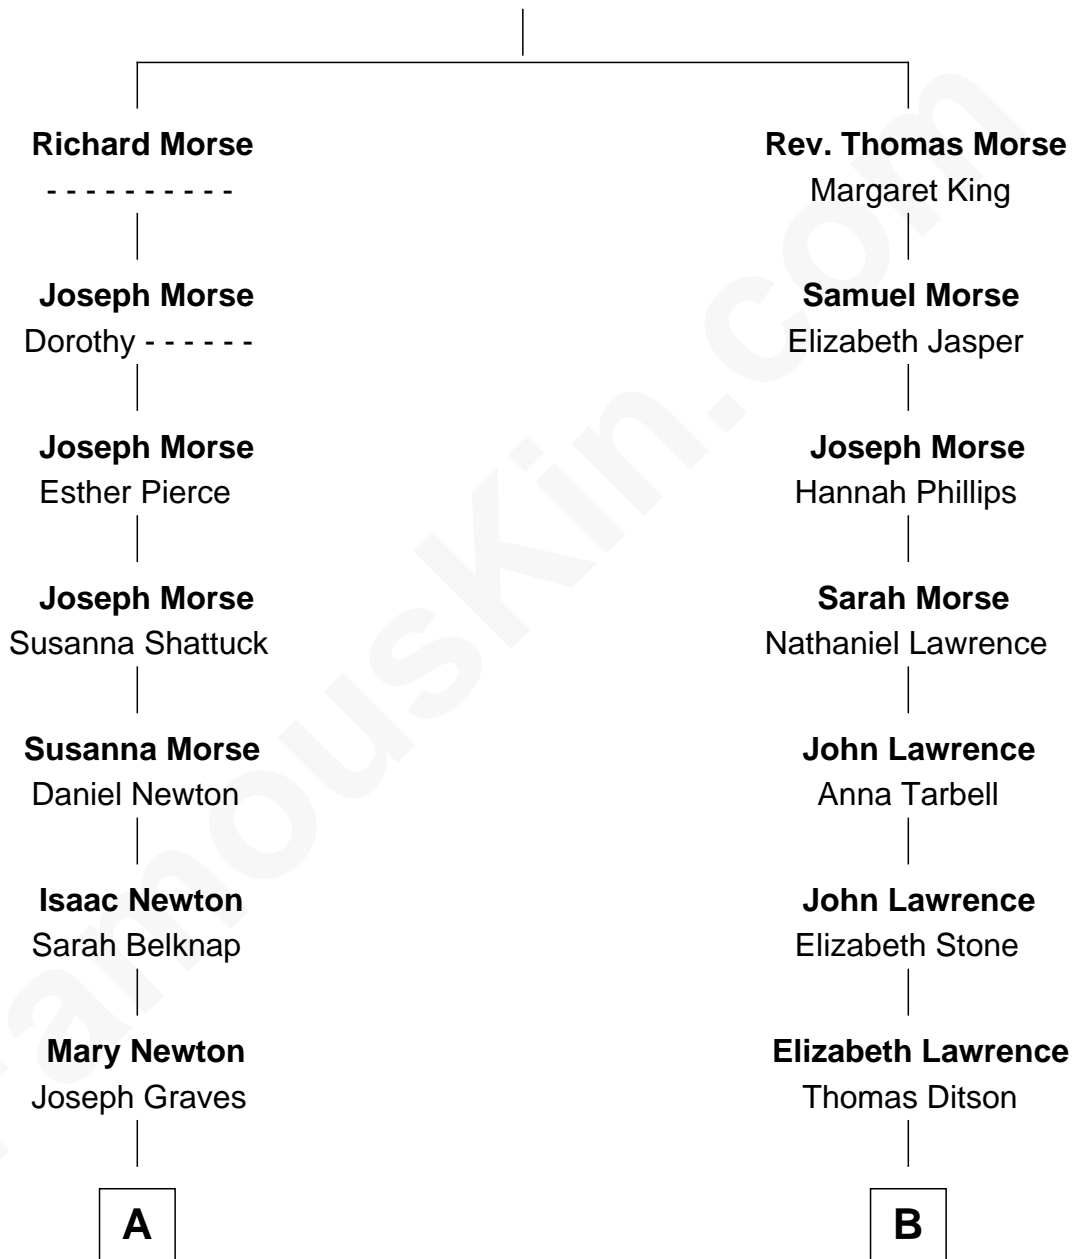 Richard Morse
- - - - - - - - - -
Joseph Morse
Dorothy - - - - - -
Joseph Morse
Esther Pierce
Joseph Morse
Susanna Shattuck
Susanna Morse
Daniel Newton
Isaac Newton
Sarah Belknap
Mary Newton
Joseph Graves
A
Rev. Thomas Morse
Margaret King
Samuel Morse
Elizabeth Jasper
Joseph Morse
Hannah Phillips
Sarah Morse
Nathaniel Lawrence
John Lawrence
Anna Tarbell
John Lawrence
Elizabeth Stone
Elizabeth Lawrence
Thomas Ditson
B
FamousKin.com